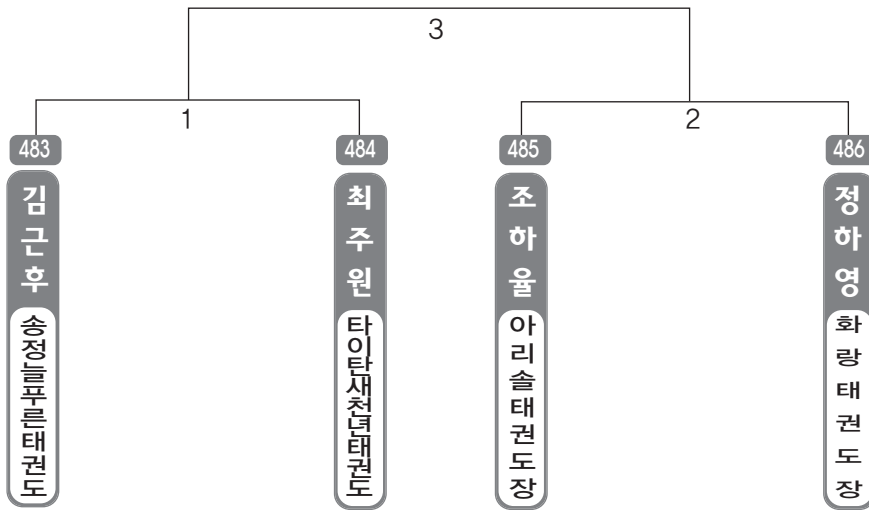 3
1
2
483
484
485
486
김근후
최주원
조하율
정하영
송정늘푸른태권도
타이탄새천년태권도
아리솔태권도장
화랑태권도장